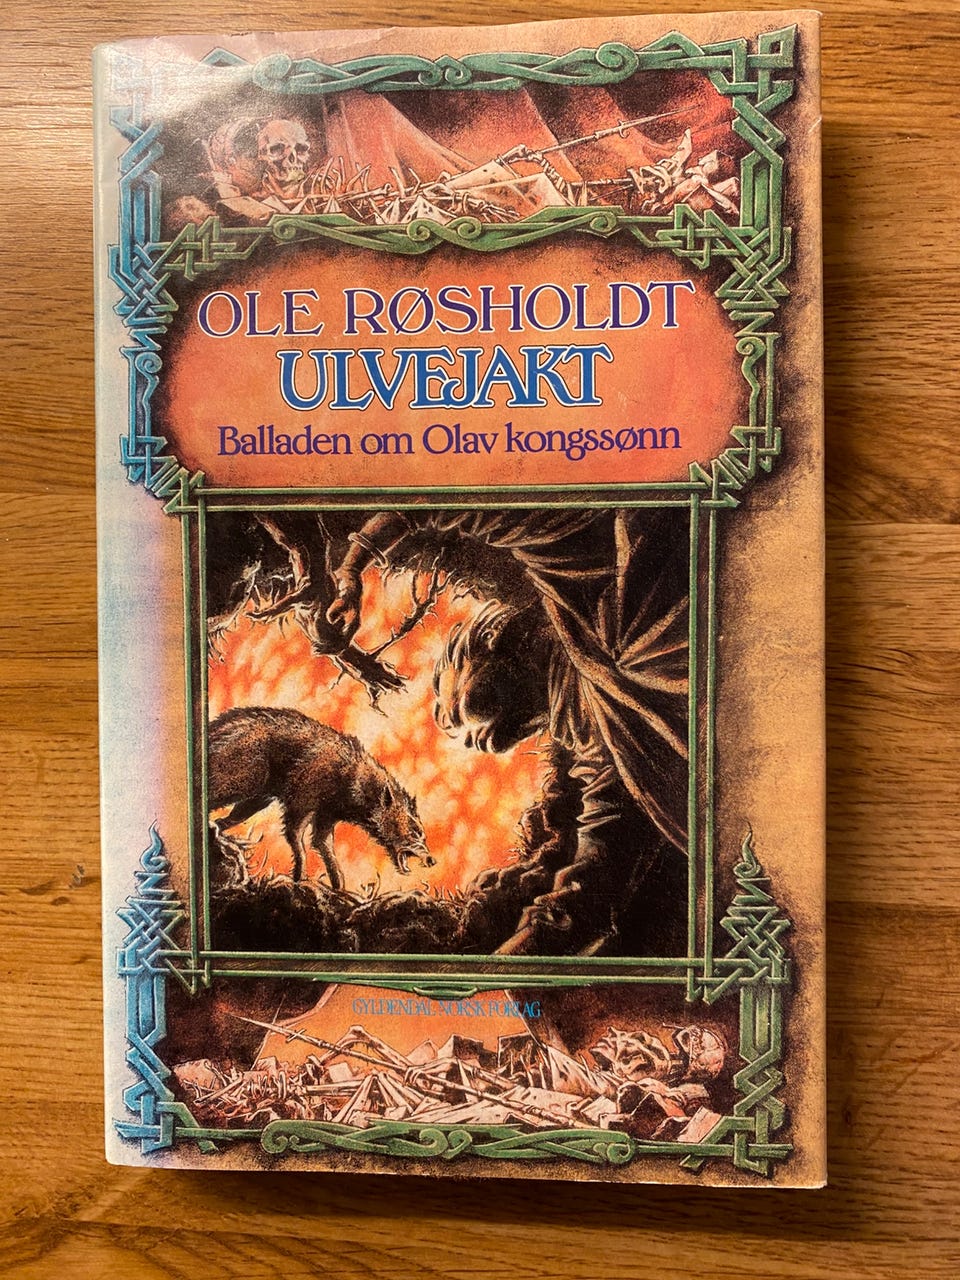 OLE RØSHOLDT
ULVEJAKT
Balladen om Olav kongssønn
GYLDENDAL NORSK FORLAG